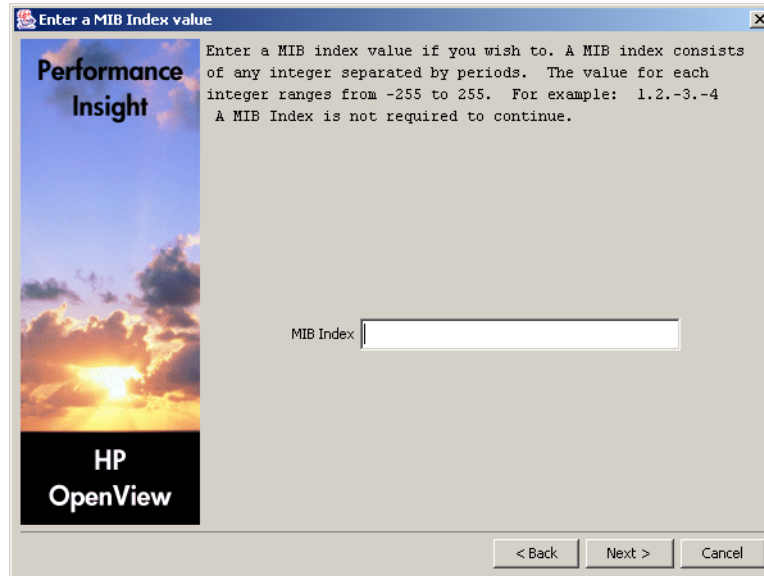 Enter a MIB Index value
Performance
Insight
Enter a MIB index value if you wish to. A MIB index consists
of any integer separated by periods.  The value for each
integer ranges from -255 to 255.  For example:  1.2.-3.-4
A MIB Index is not required to continue.
MIB Index
HP
OpenView
< Back
Next >
Cancel